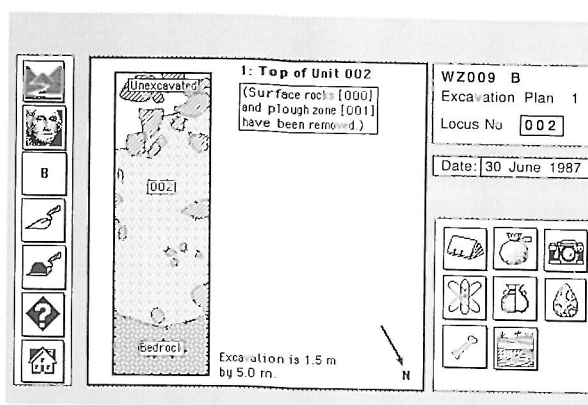 1: Top of Unit 002
(Surface rocks [000]
and plough zone [001]
have been removed.)
Unexcavated
002
Bedrock
Excavation is 1.5 m
by 5.0 m.
N
B
?
WZ009 B
Excavation Plan 1
Locus No 002
Date: 30 June 1987